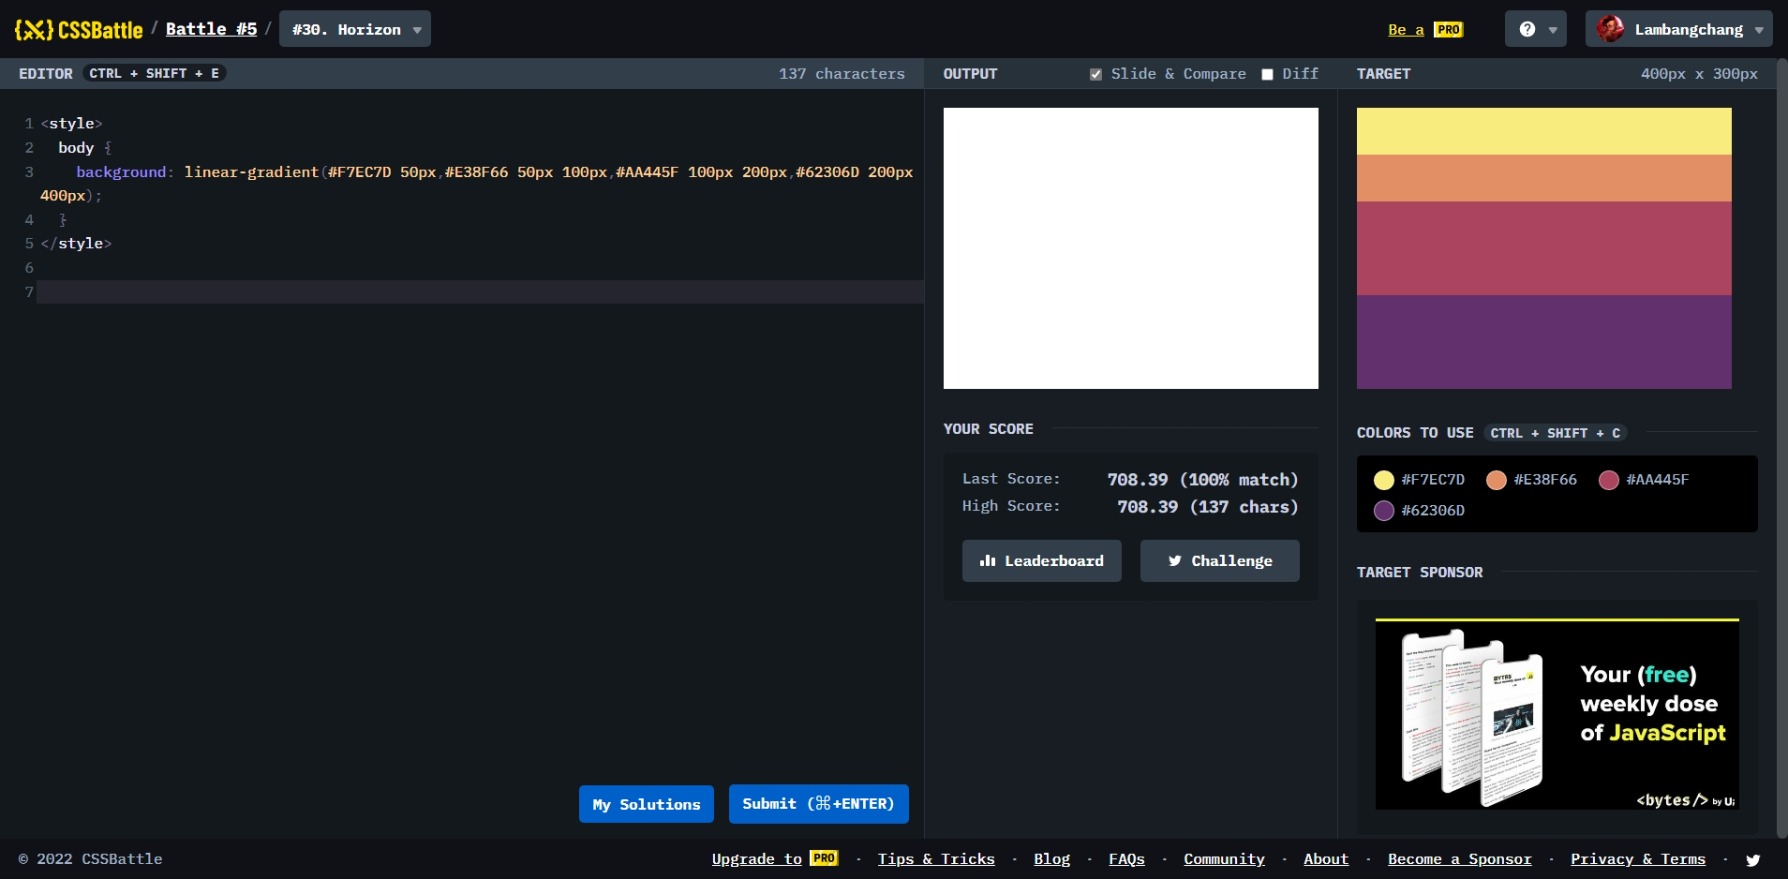 {X} CSSBattle / Battle #5 / #30. Horizon
Be a PRO
? Lambangchang
EDITOR CTRL + SHIFT + E 137 characters
OUTPUT Slide & Compare Diff
TARGET 400px x 300px
1 <style>
2 body {
3 background: linear-gradient(#F7EC7D 50px,#E38F66 50px 100px,#AA445F 100px 200px,#62306D 200px
400px);
4 }
5 </style>
6
7
My Solutions
Submit (⌘+ENTER)
YOUR SCORE
Last Score: 708.39 (100% match)
High Score: 708.39 (137 chars)
Leaderboard
Challenge
COLORS TO USE CTRL + SHIFT + C
#F7EC7D #E38F66 #AA445F
#62306D
TARGET SPONSOR
Your (free)
weekly dose
of JavaScript
<bytes/> by Ui
© 2022 CSSBattle
Upgrade to PRO · Tips & Tricks · Blog · FAQs · Community · About · Become a Sponsor · Privacy & Terms ·